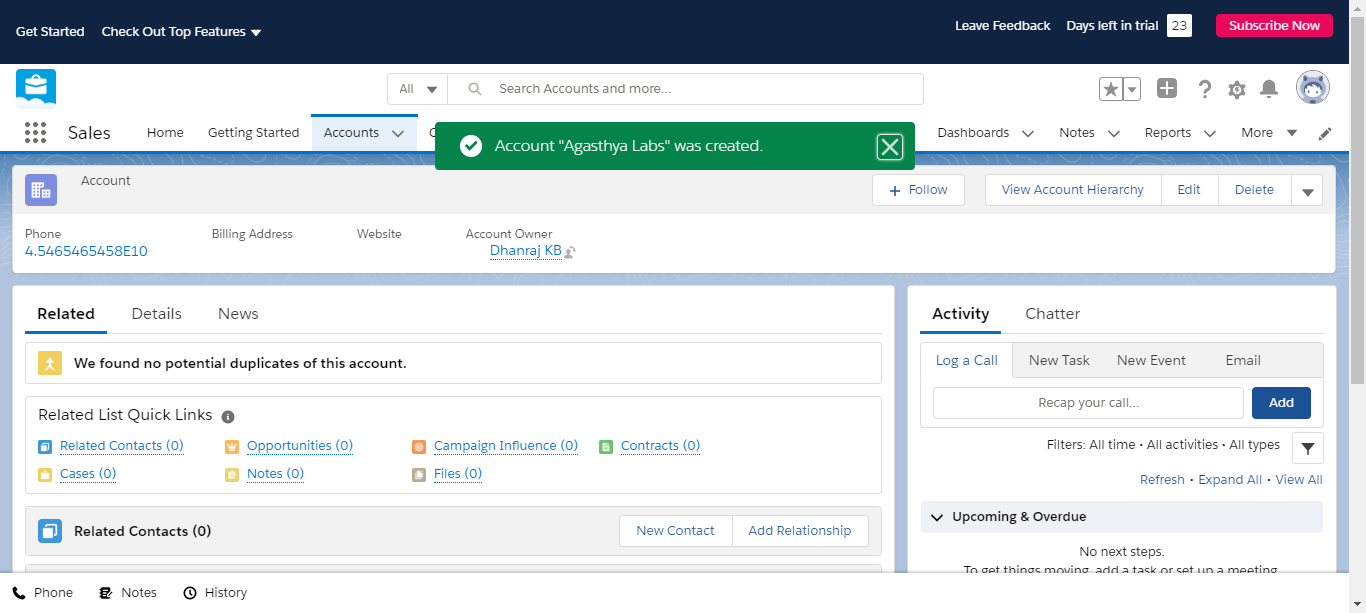 Get Started Check Out Top Features Leave Feedback Days left in trial 23 Subscribe Now
All Search Accounts and more...
Sales Home Getting Started Accounts Dashboards Notes Reports More
Account "Agasthya Labs" was created.
Account
Follow View Account Hierarchy Edit Delete
Phone Billing Address Website Account Owner
4.5465465458E10 Dhanraj KB
Related Details News
We found no potential duplicates of this account.
Related List Quick Links
Related Contacts (0) Opportunities (0) Campaign Influence (0) Contracts (0)
Cases (0) Notes (0) Files (0)
Related Contacts (0) New Contact Add Relationship
Activity Chatter
Log a Call New Task New Event Email
Recap your call... Add
Filters: All time • All activities • All types
Refresh • Expand All • View All
Upcoming & Overdue
No next steps.
To get things moving, add a task or set up a meeting.
Phone Notes History